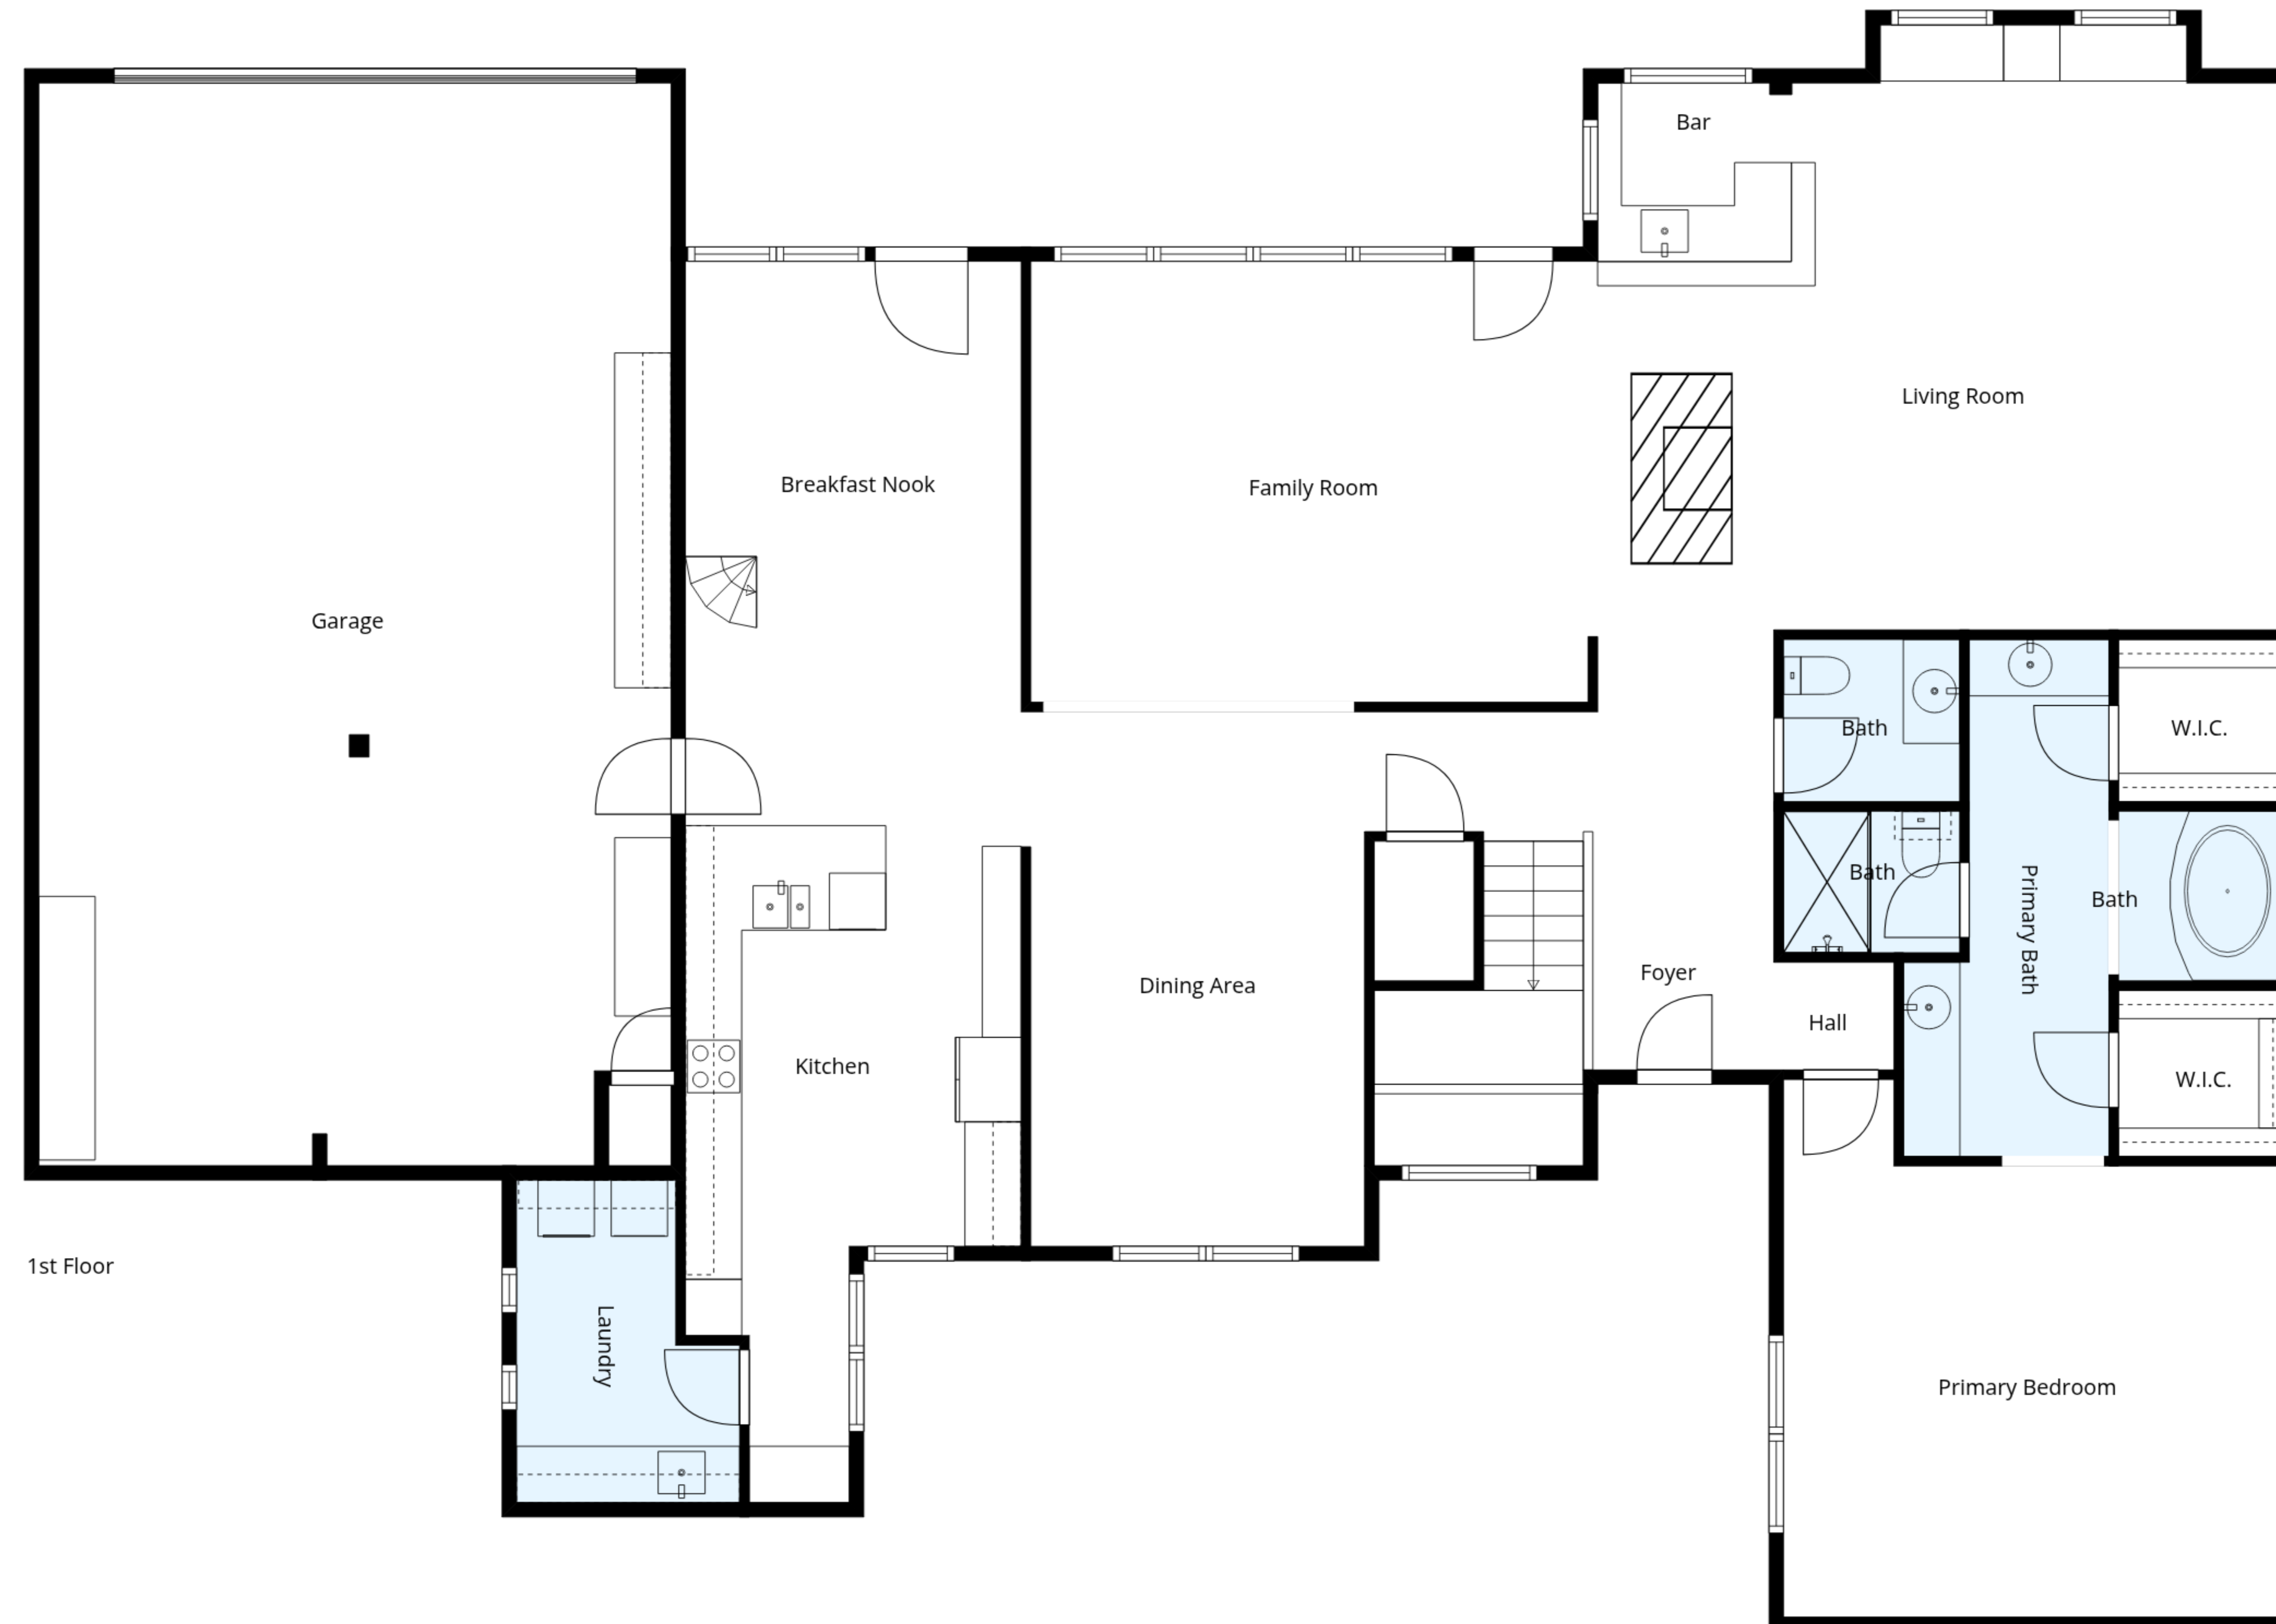 Bar
Living Room
Breakfast Nook
Family Room
Garage
Bath
W.I.C.
Bath
Primary Bath
Bath
Foyer
Dining Area
Hall
Kitchen
W.I.C.
1st Floor
Laundry
Primary Bedroom